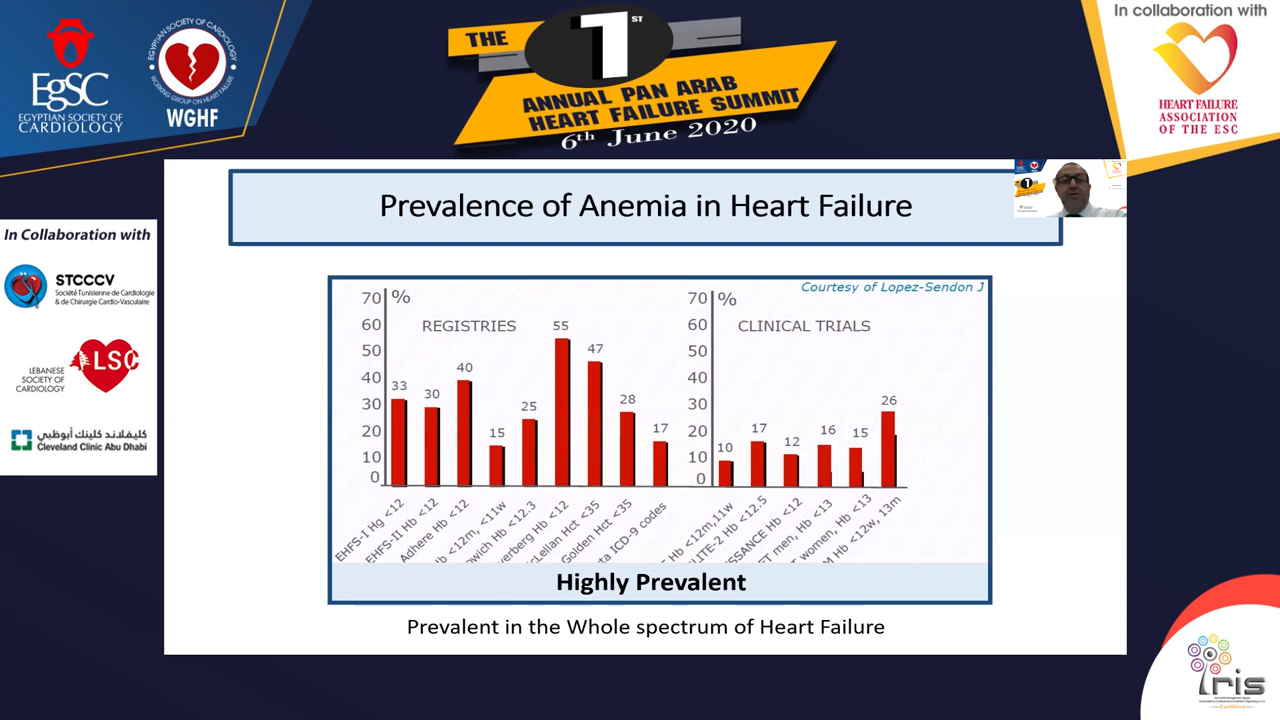 EgSC
EGYPTIAN SOCIETY OF
CARDIOLOGY
EGYPTIAN SOCIETY OF CARDIOLOGY
WORKING GROUP ON HEART FAILURE
WGHF
THE 1ST
ANNUAL PAN ARAB
HEART FAILURE SUMMIT
6th June 2020
In collaboration with
HEART FAILURE
ASSOCIATION
OF THE ESC
In Collaboration with
STCCCV
Société Tunisienne de Cardiologie
& de Chirurgie Cardio-Vasculaire
LSC
LEBANESE
SOCIETY OF
CARDIOLOGY
كليفلاند كلينك أبوظبي
Cleveland Clinic Abu Dhabi
Prevalence of Anemia in Heart Failure
Courtesy of Lopez-Sendon J
REGISTRIES
%
70
60
50
40
30
20
10
0
33
30
40
15
25
55
47
28
17
EHFS-I Hg <12
EHFS-II Hb <12
Adhere Hb <12
<12m, <11w
Hb <12.3
Hb <12
Hct <35
Golden Hct <35
ICD-9 codes
CLINICAL TRIALS
%
70
60
50
40
30
20
10
0
10
17
12
16
15
26
Hb <12m,11w
Hb <12.5
Hb <12
men, Hb <13
women, Hb <13
Hb <12w, 13m
Highly Prevalent
Prevalent in the Whole spectrum of Heart Failure
Iris